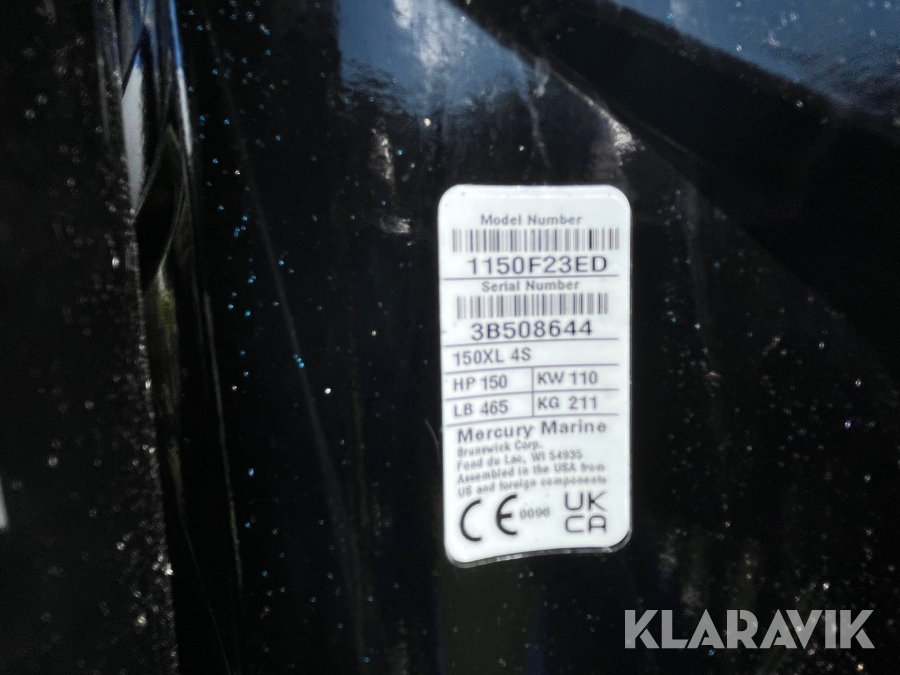 Model Number
1150F23ED
Serial Number
3B508644
150XL 4S
HP 150 KW 110
LB 465 KG 211
Mercury Marine
Brunswick Corp.
Fond du Lac, WI 54935
Assembled in the USA from
US and foreign components
CE 0098 UK
CA
KLARAVIK